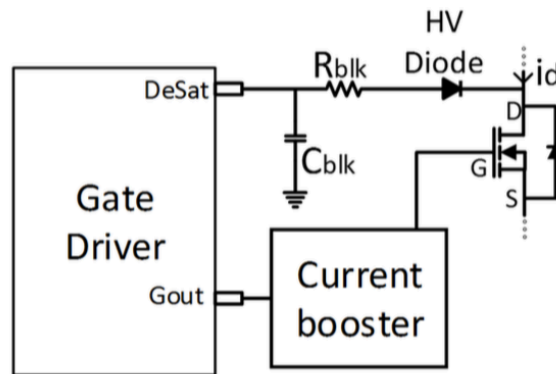 HV
Diode
Rblk
id
DeSat
D
Cblk
G
S
Gate
Driver
Gout
Current
booster